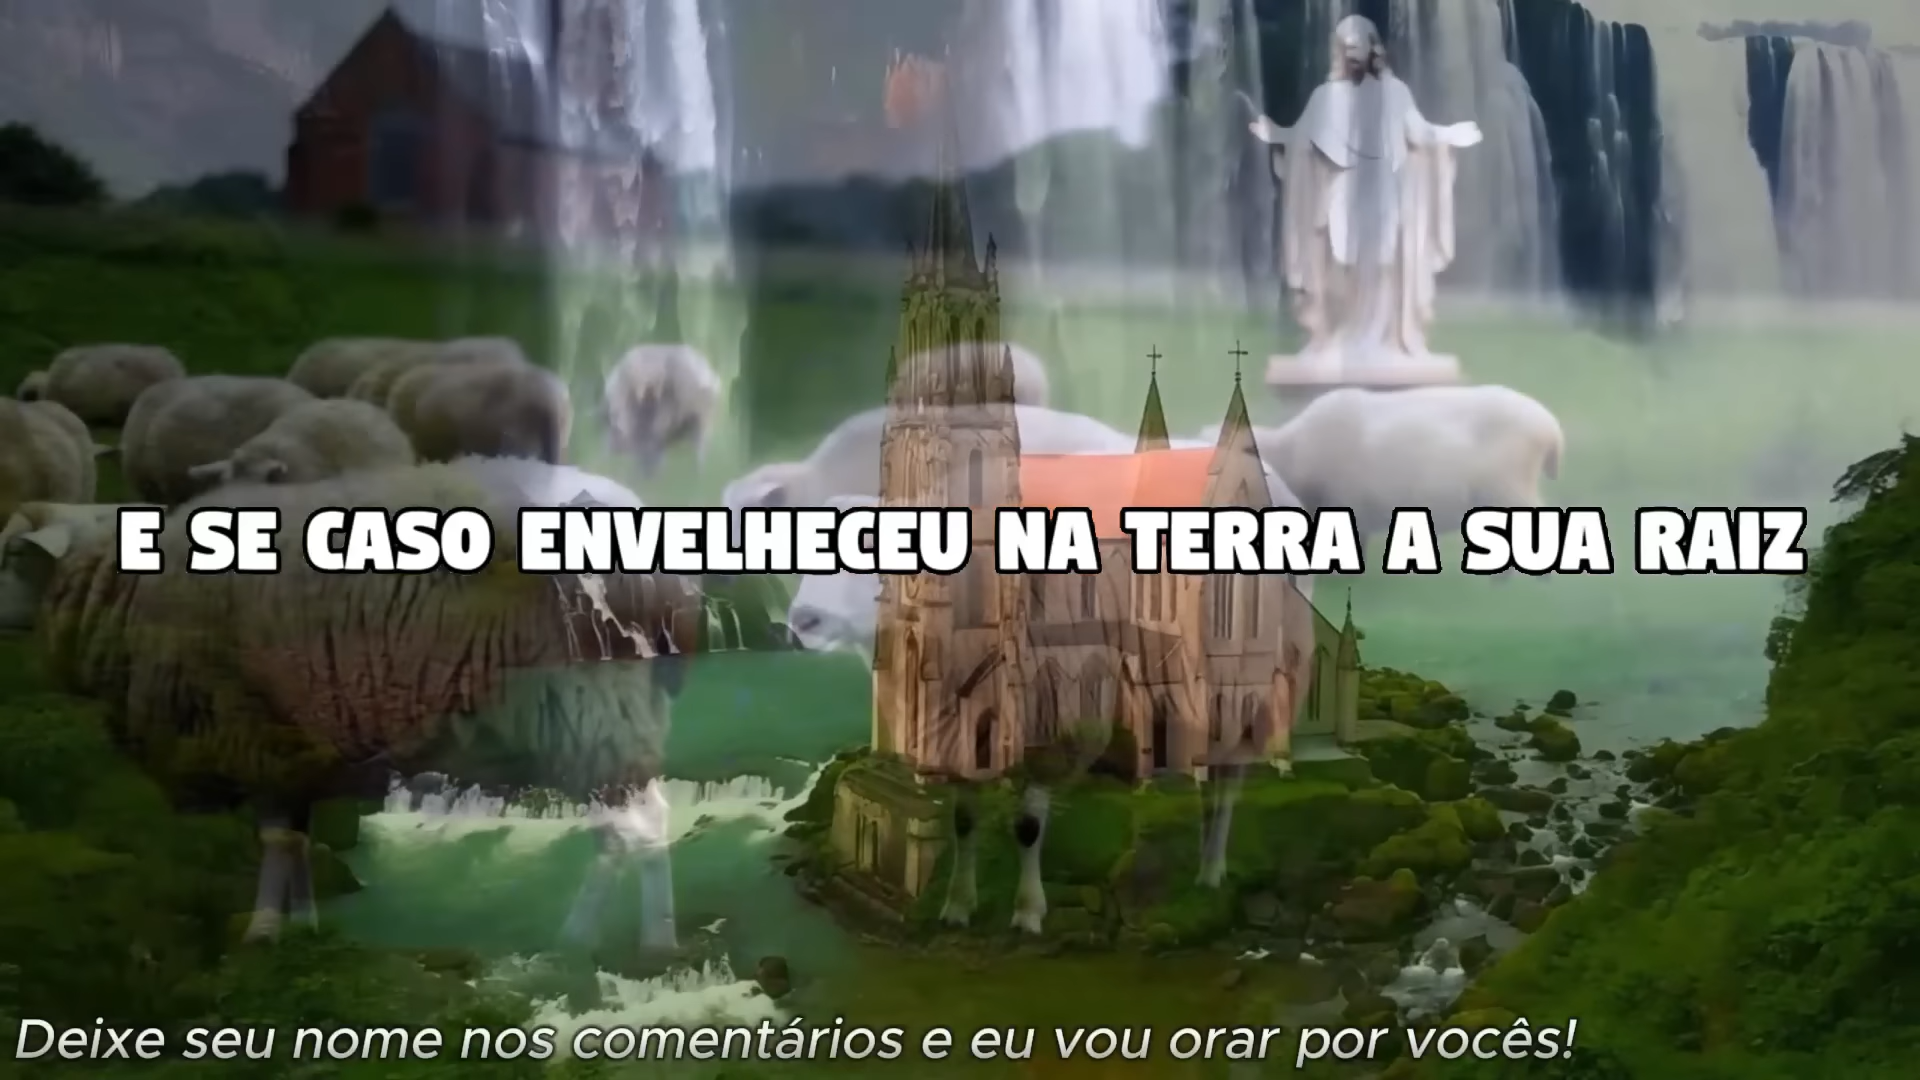 E SE CASO ENVELHECEU NA TERRA A SUA RAIZ
Deixe seu nome nos comentários e eu vou orar por vocês!